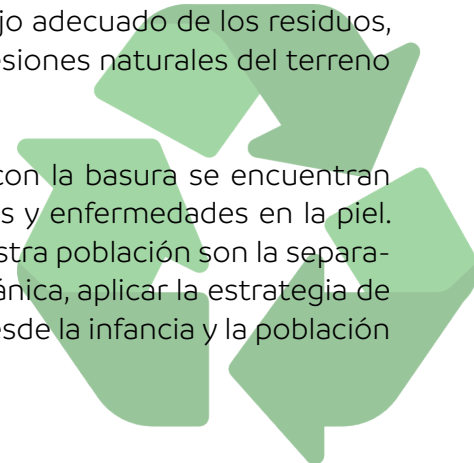 jo adecuado de los residuos,
esiones naturales del terreno
con la basura se encuentran
s y enfermedades en la piel.
stra población son la separa-
ánica, aplicar la estrategia de
esde la infancia y la población